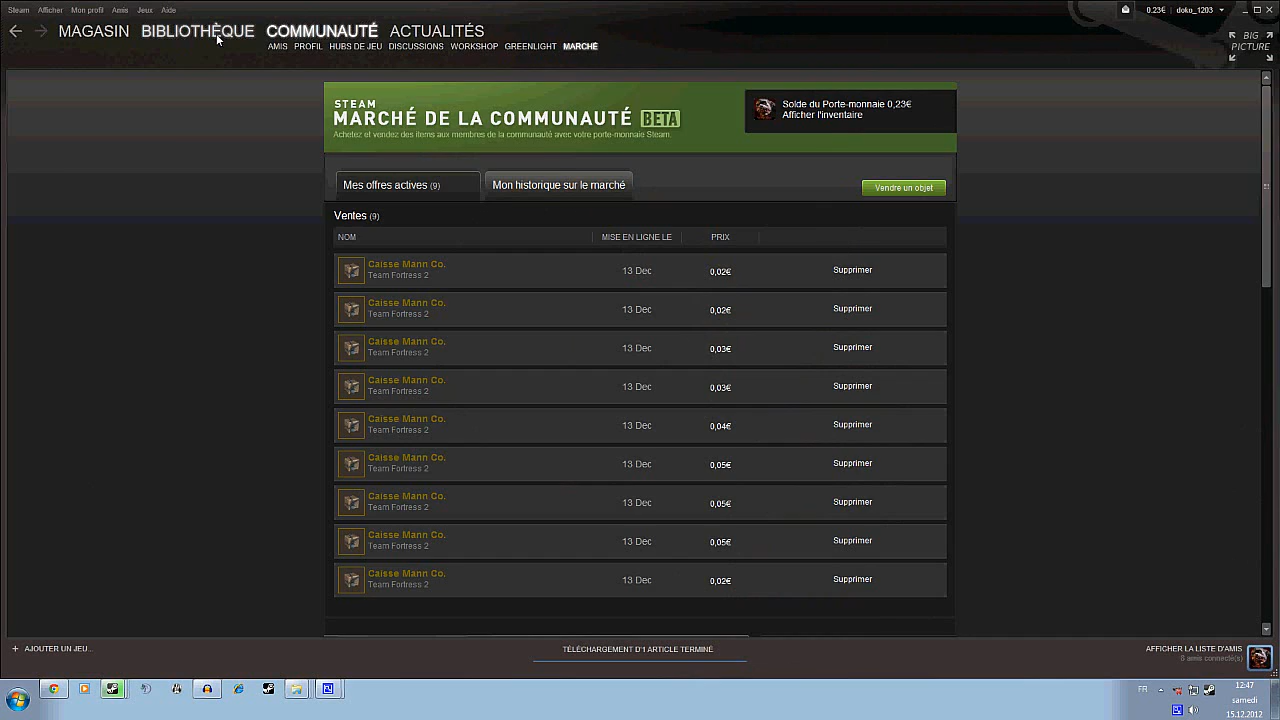 Steam Afficher Mon profil Amis Jeux Aide 0.23€ doku_1203
MAGASIN BIBLIOTHÈQUE COMMUNAUTÉ ACTUALITÉS
BIG PICTURE
AMIS PROFIL HUBS DE JEU DISCUSSIONS WORKSHOP GREENLIGHT MARCHÉ
STEAM
MARCHÉ DE LA COMMUNAUTÉ BETA
Achetez et vendez des items aux membres de la communauté avec votre porte-monnaie Steam.
Solde du Porte-monnaie 0,23€
Afficher l'inventaire
Mes offres actives (9) Mon historique sur le marché Vendre un objet
Ventes (9)
NOM MISE EN LIGNE LE PRIX
Caisse Mann Co. 13 Dec 0,02€ Supprimer
Team Fortress 2
Caisse Mann Co. 13 Dec 0,02€ Supprimer
Team Fortress 2
Caisse Mann Co. 13 Dec 0,03€ Supprimer
Team Fortress 2
Caisse Mann Co. 13 Dec 0,03€ Supprimer
Team Fortress 2
Caisse Mann Co. 13 Dec 0,04€ Supprimer
Team Fortress 2
Caisse Mann Co. 13 Dec 0,05€ Supprimer
Team Fortress 2
Caisse Mann Co. 13 Dec 0,05€ Supprimer
Team Fortress 2
Caisse Mann Co. 13 Dec 0,05€ Supprimer
Team Fortress 2
Caisse Mann Co. 13 Dec 0,02€ Supprimer
Team Fortress 2
+ AJOUTER UN JEU... TÉLÉCHARGEMENT D'1 ARTICLE TERMINÉ AFFICHER LA LISTE D'AMIS
amis connecté(s)
FR 12:47
samedi
15.12.2012